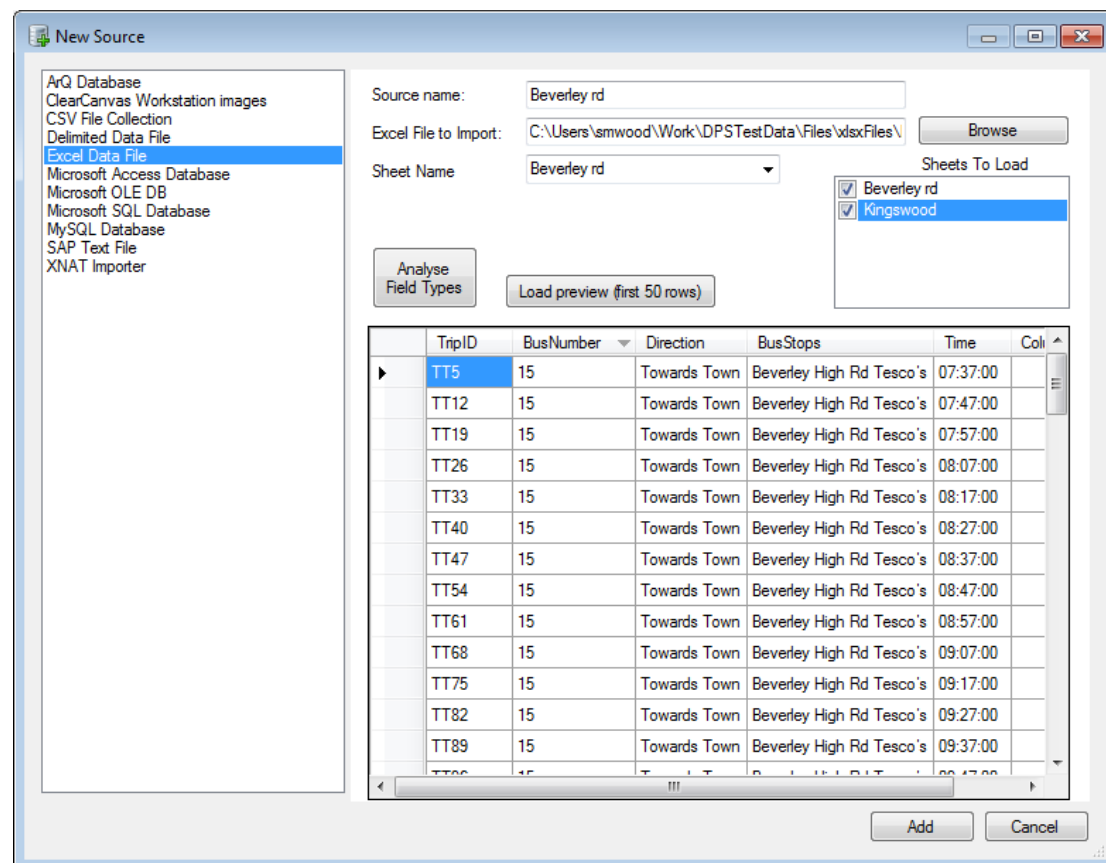 New Source
ArQ Database
ClearCanvas Workstation images
CSV File Collection
Delimited Data File
Excel Data File
Microsoft Access Database
Microsoft OLE DB
Microsoft SQL Database
MySQL Database
SAP Text File
XNAT Importer
Source name: Beverley rd
Excel File to Import: C:\Users\smwood\Work\DPSTestData\Files\xlsxFiles\ Browse
Sheet Name Beverley rd
Sheets To Load
Beverley rd
Kingswood
Analyse
Field Types
Load preview (first 50 rows)
TripID BusNumber Direction BusStops Time Colu
TT5 15 Towards Town Beverley High Rd Tesco's 07:37:00
TT12 15 Towards Town Beverley High Rd Tesco's 07:47:00
TT19 15 Towards Town Beverley High Rd Tesco's 07:57:00
TT26 15 Towards Town Beverley High Rd Tesco's 08:07:00
TT33 15 Towards Town Beverley High Rd Tesco's 08:17:00
TT40 15 Towards Town Beverley High Rd Tesco's 08:27:00
TT47 15 Towards Town Beverley High Rd Tesco's 08:37:00
TT54 15 Towards Town Beverley High Rd Tesco's 08:47:00
TT61 15 Towards Town Beverley High Rd Tesco's 08:57:00
TT68 15 Towards Town Beverley High Rd Tesco's 09:07:00
TT75 15 Towards Town Beverley High Rd Tesco's 09:17:00
TT82 15 Towards Town Beverley High Rd Tesco's 09:27:00
TT89 15 Towards Town Beverley High Rd Tesco's 09:37:00
Add Cancel